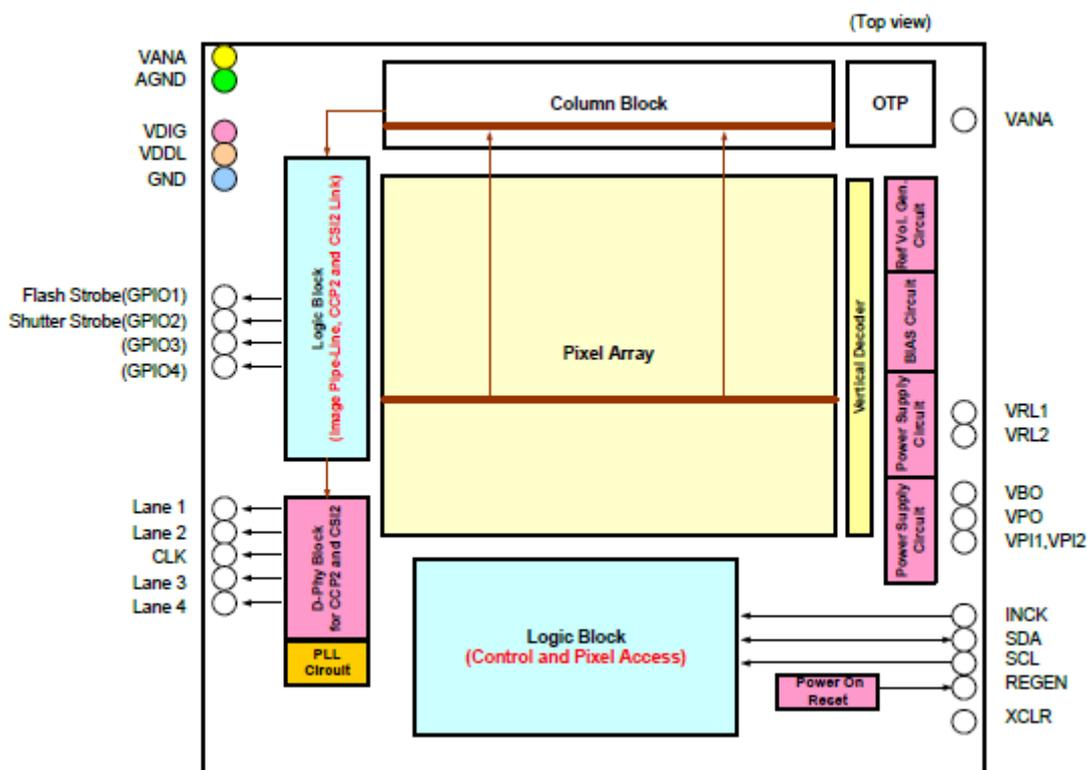 (Top view)
VANA
AGND
VDIG
VDDL
GND
Flash Strobe(GPIO1)
Shutter Strobe(GPIO2)
(GPIO3)
(GPIO4)
Lane 1
Lane 2
CLK
Lane 3
Lane 4
Column Block
OTP
Logic Block
(Image Pipe-Line, CCP2 and CSI2 Link)
Pixel Array
Vertical Decoder
Ref Vol. Gen.
Circuit
BIAS Circuit
Power Supply
Circuit
Power Supply
Circuit
D-Phy Block
for CCP2 and CSI2
PLL
Circuit
Logic Block
(Control and Pixel Access)
Power On
Reset
VANA
VRL1
VRL2
VBO
VPO
VPI1,VPI2
INCK
SDA
SCL
REGEN
XCLR